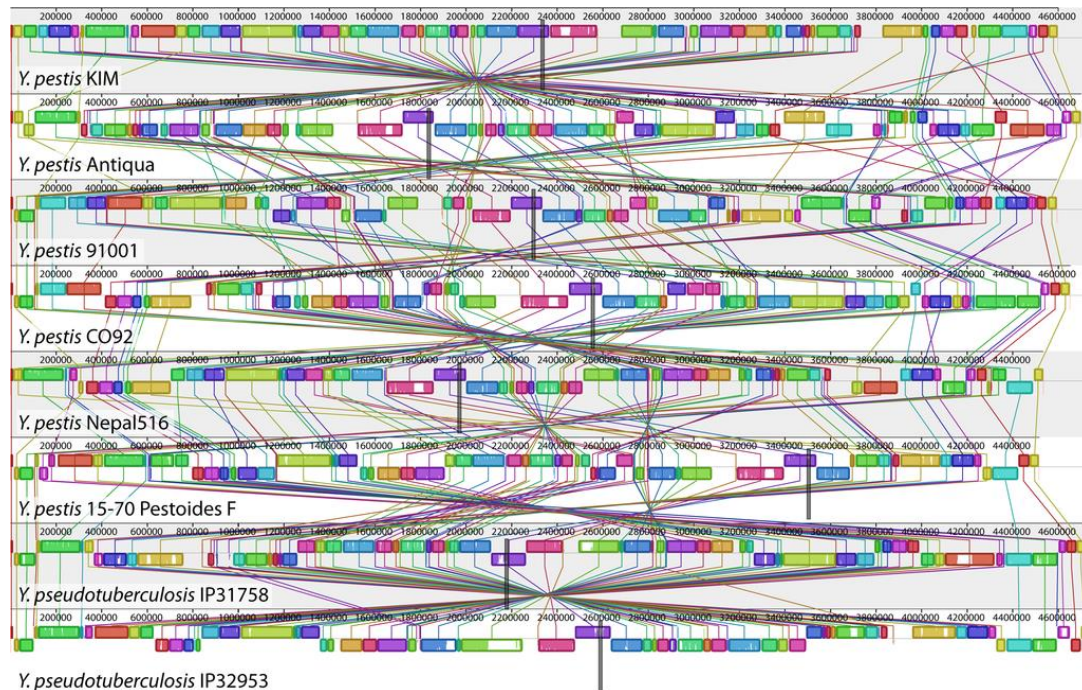 200000 400000 600000 800000 1000000 1200000 1400000 1600000 1800000 2000000 2200000 2400000 2600000 2800000 3000000 3200000 3400000 3600000 3800000 4000000 4200000 4400000 4600000
Y. pestis KIM
200000 400000 600000 800000 1000000 1200000 1400000 1600000 1800000 2000000 2200000 2400000 2600000 2800000 3000000 3200000 3400000 3600000 3800000 4000000 4200000 4400000 4600000
Y. pestis Antiqua
200000 400000 600000 800000 1000000 1200000 1400000 1600000 1800000 2000000 2200000 2400000 2600000 2800000 3000000 3200000 3400000 3600000 3800000 4000000 4200000 4400000
Y. pestis 91001
200000 400000 600000 800000 1000000 1200000 1400000 1600000 1800000 2000000 2200000 2400000 2600000 2800000 3000000 3200000 3400000 3600000 3800000 4000000 4200000 4400000 4600000
Y. pestis CO92
200000 400000 600000 800000 1000000 1200000 1400000 1600000 1800000 2000000 2200000 2400000 2600000 2800000 3000000 3200000 3400000 3600000 3800000 4000000 4200000 4400000
Y. pestis Nepal516
200000 400000 600000 800000 1000000 1200000 1400000 1600000 1800000 2000000 2200000 2400000 2600000 2800000 3000000 3200000 3400000 3600000 3800000 4000000 4200000 4400000
Y. pestis 15-70 Pestoides F
200000 400000 600000 800000 1000000 1200000 1400000 1600000 1800000 2000000 2200000 2400000 2600000 2800000 3000000 3200000 3400000 3600000 3800000 4000000 4200000 4400000 4600000
Y. pseudotuberculosis IP31758
200000 400000 600000 800000 1000000 1200000 1400000 1600000 1800000 2000000 2200000 2400000 2600000 2800000 3000000 3200000 3400000 3600000 3800000 4000000 4200000 4400000 4600000
Y. pseudotuberculosis IP32953